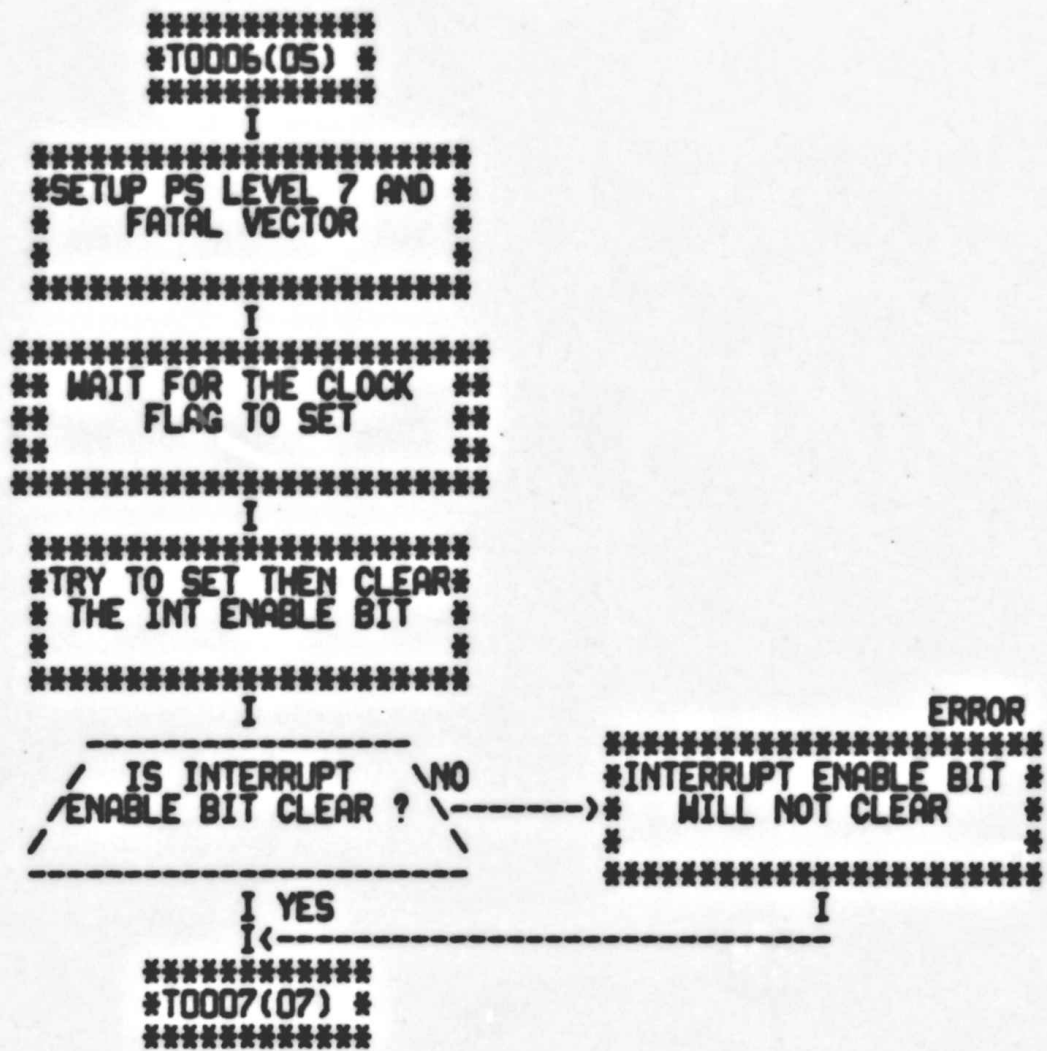 ************
*T0006(05) *
************
I
***********************
*SETUP PS LEVEL 7 AND *
* FATAL VECTOR *
* *
***********************
I
*************************
## WAIT FOR THE CLOCK ##
## FLAG TO SET ##
## ##
*************************
I
***********************
*TRY TO SET THEN CLEAR*
* THE INT ENABLE BIT *
* *
***********************
I
ERROR
-----------------
***********************
/ IS INTERRUPT \NO *INTERRUPT ENABLE BIT *
/ENABLE BIT CLEAR ? \-------->* WILL NOT CLEAR *
/ \ * *
-----------------------
***********************
I YES I
I<-----------------------------
************
*T0007(07) *
************